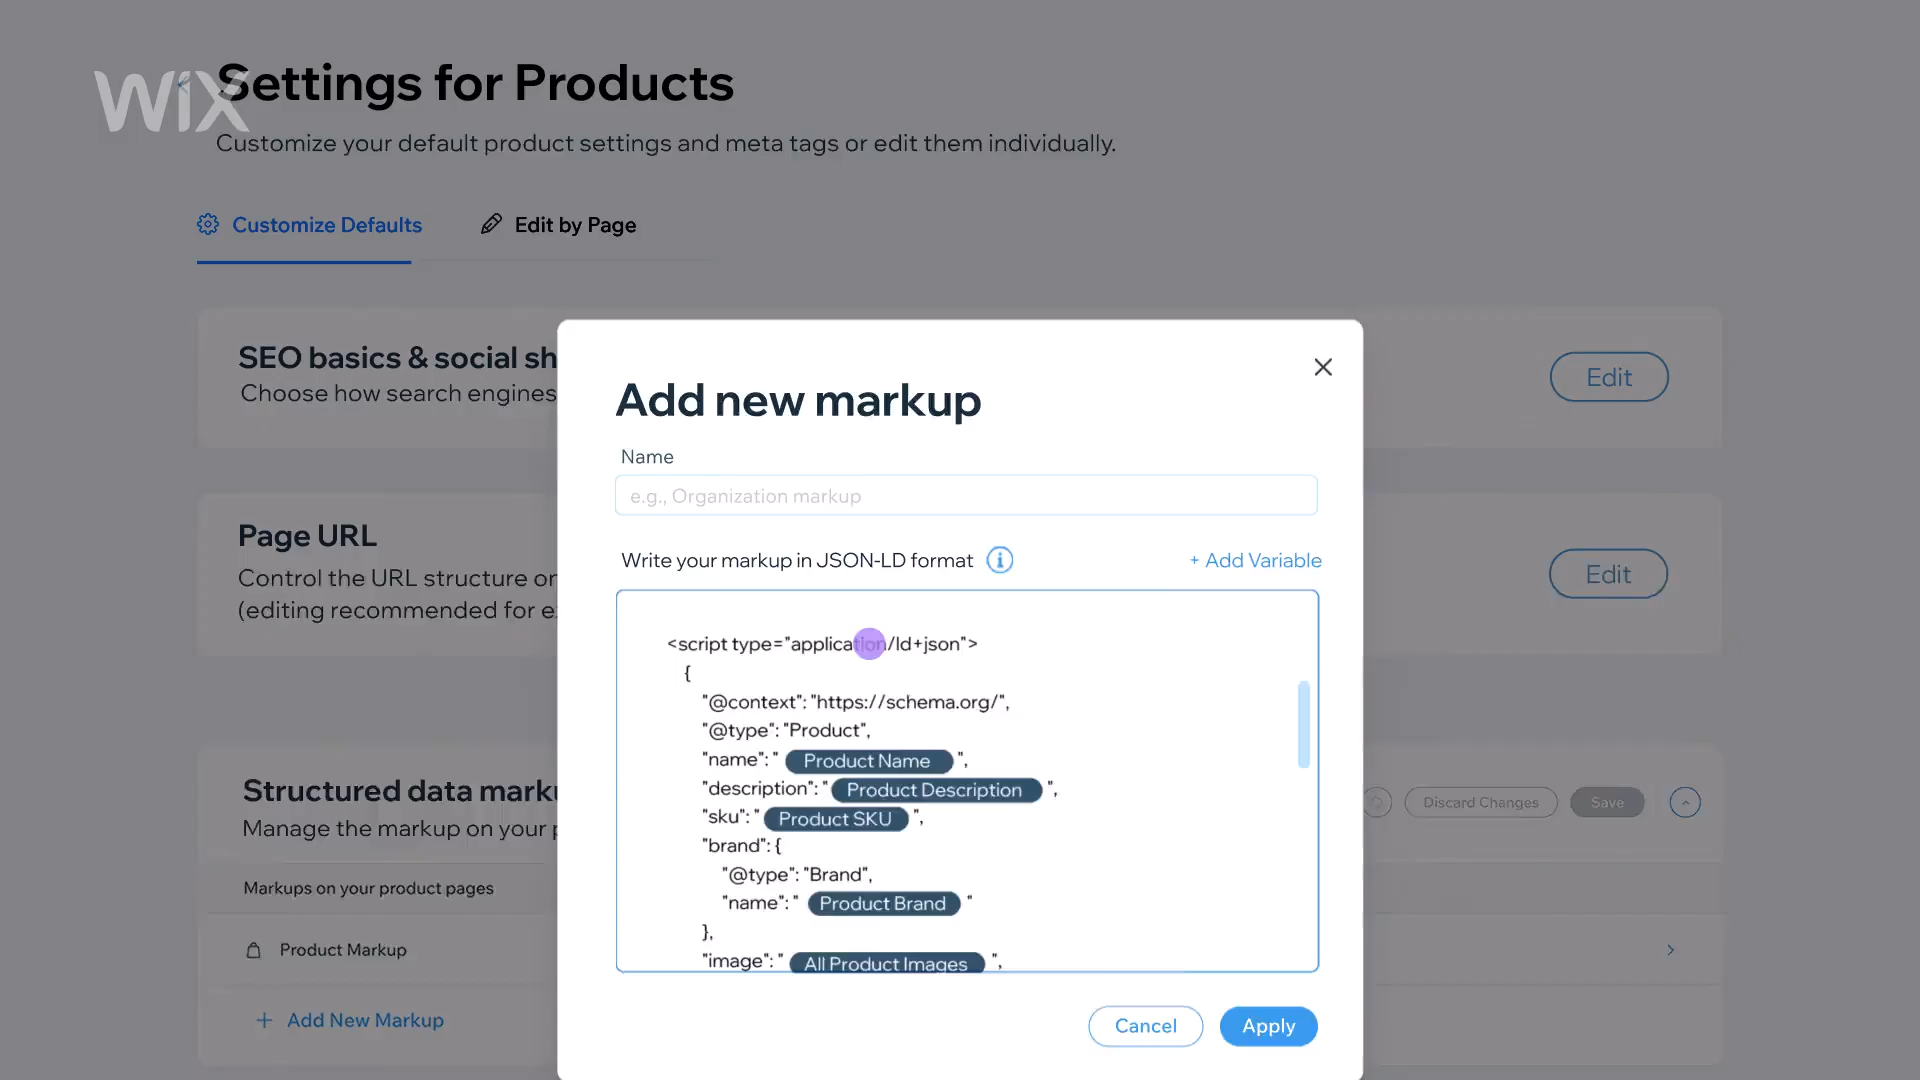 WiX
Settings for Products
Customize your default product settings and meta tags or edit them individually.
Customize Defaults
Edit by Page
SEO basics & social sh
Choose how search engines
Edit
Page URL
Control the URL structure or
(editing recommended for e
Edit
Structured data marku
Manage the markup on your p
Discard Changes
Save
Markups on your product pages
Product Markup
+ Add New Markup
Add new markup
Name
e.g., Organization markup
Write your markup in JSON-LD format
+ Add Variable
<script type="application/ld+json">
{
"@context": "https://schema.org/",
"@type": "Product",
"name": " Product Name ",
"description": " Product Description ",
"sku": " Product SKU ",
"brand": {
"@type": "Brand",
"name": " Product Brand "
},
"image": " All Product Images ",
Cancel
Apply